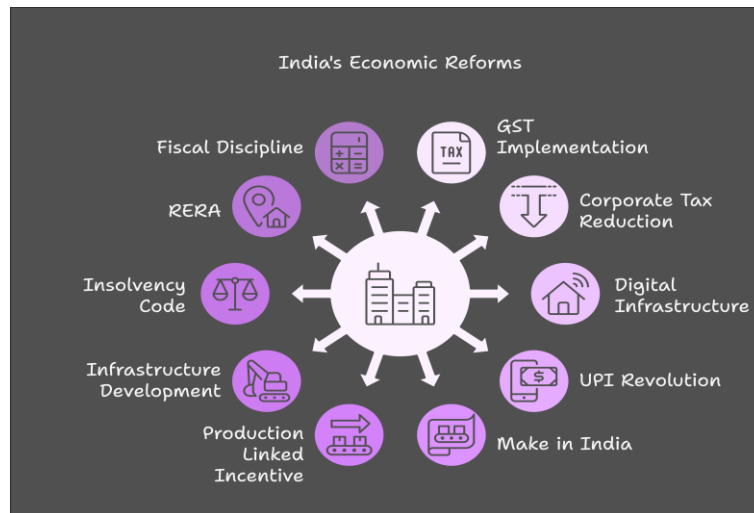 India's Economic Reforms
GST
Implementation
Corporate Tax
Reduction
Digital
Infrastructure
UPI Revolution
Make in India
Production
Linked
Incentive
Infrastructure
Development
Insolvency
Code
RERA
Fiscal Discipline
TAX